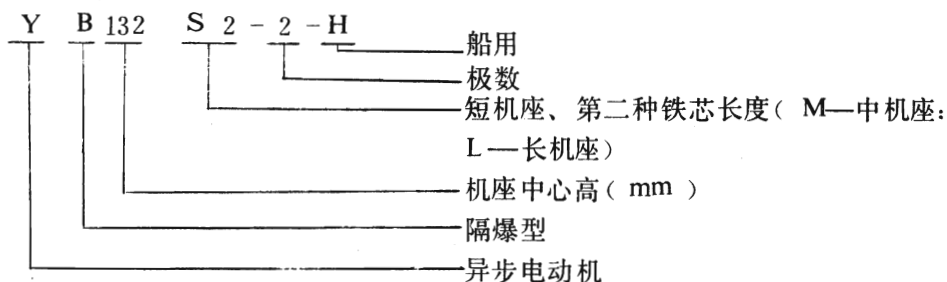 Y B 132 S 2 - 2 - H
船用
极数
短机座、第二种铁芯长度( M—中机座:
L—长机座)
机座中心高( mm )
隔爆型
异步电动机